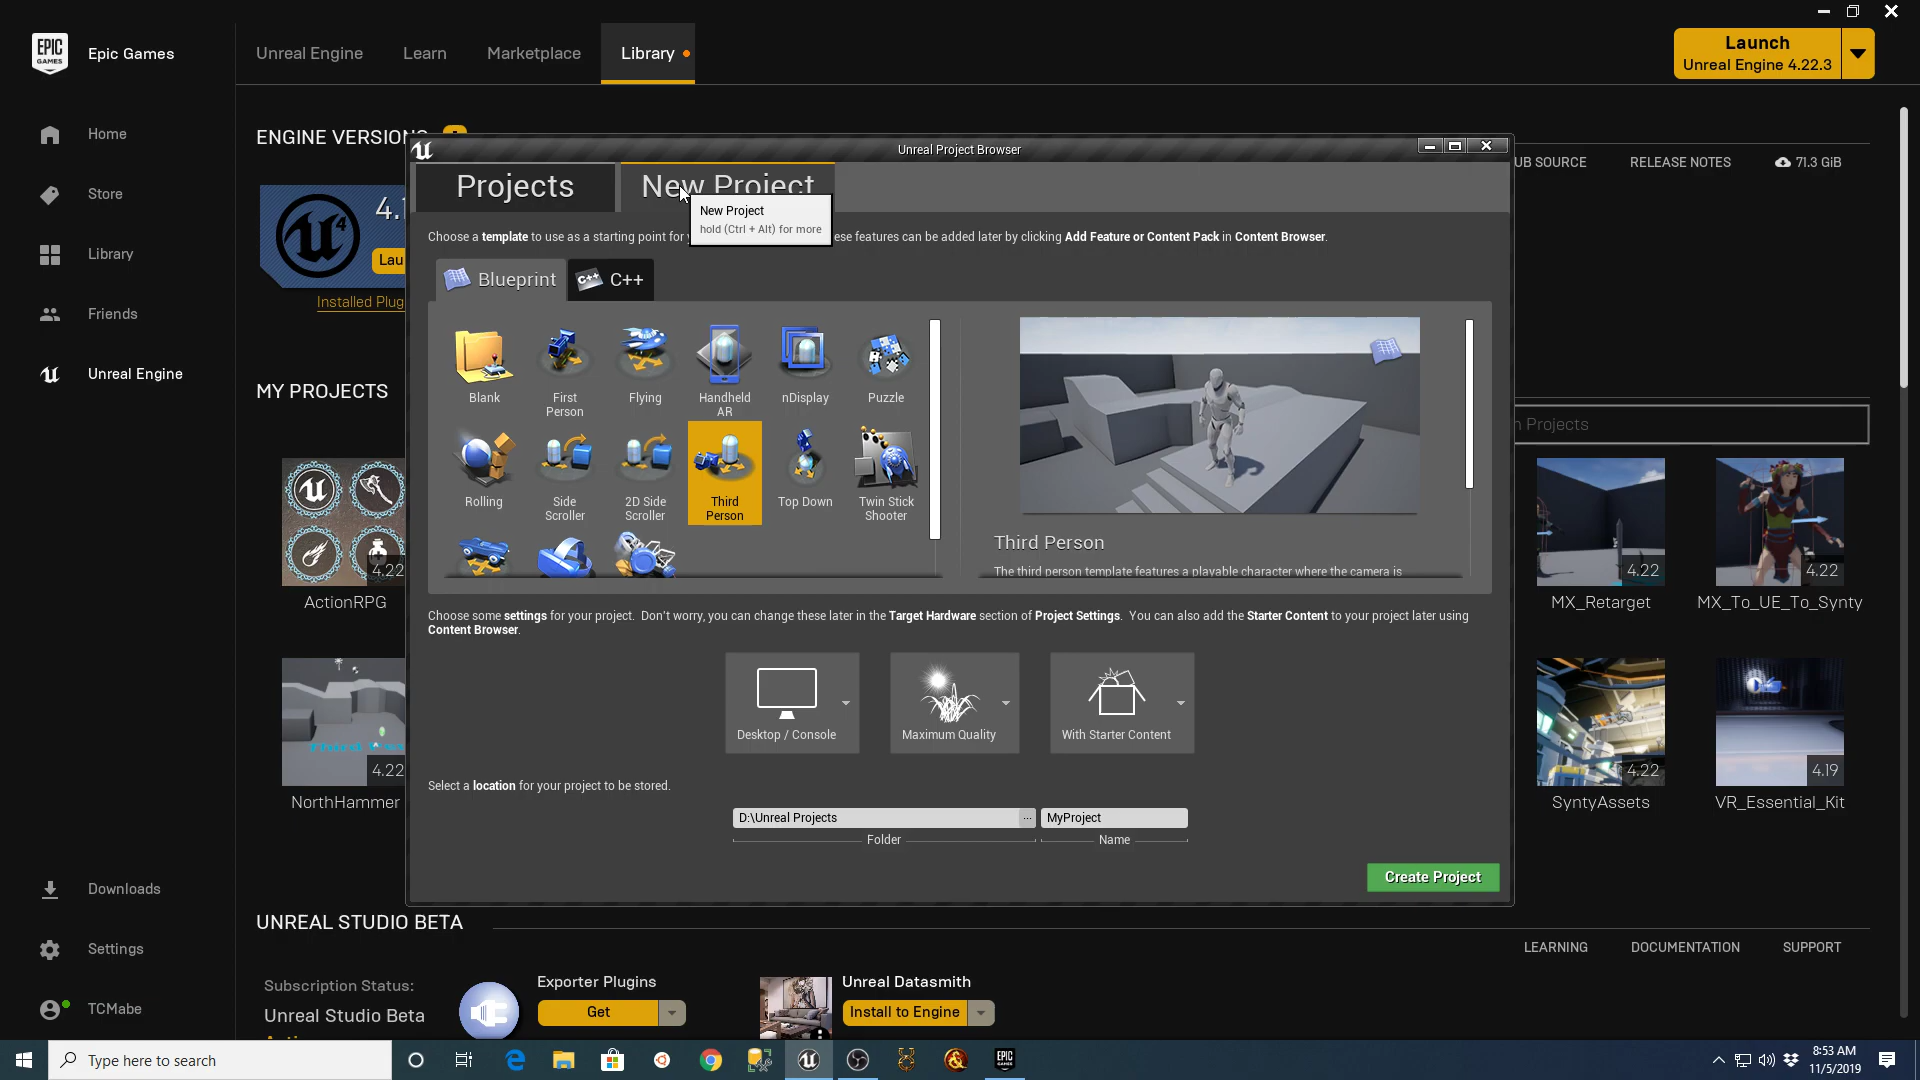 EPIC GAMES
Epic Games
Unreal Engine
Learn
Marketplace
Library
Launch
Unreal Engine 4.22.3
Home
Store
Library
Friends
Unreal Engine
Downloads
Settings
TCMabe
ENGINE VERSIONS
UB SOURCE
RELEASE NOTES
71.3 GiB
4.1
Lau
Installed Plug
MY PROJECTS
h Projects
4.22
ActionRPG
4.22
NorthHammer
4.22
MX_Retarget
4.22
MX_To_UE_To_Synty
4.22
SyntyAssets
4.19
VR_Essential_Kit
Unreal Project Browser
Projects
New Project
New Project
hold (Ctrl + Alt) for more
Choose a template to use as a starting point for y
ese features can be added later by clicking Add Feature or Content Pack in Content Browser.
Blueprint
C++
Blank
First Person
Flying
Handheld AR
nDisplay
Puzzle
Rolling
Side Scroller
2D Side Scroller
Third Person
Top Down
Twin Stick Shooter
Third Person
The third person template features a playable character where the camera is
Choose some settings for your project. Don't worry, you can change these later in the Target Hardware section of Project Settings. You can also add the Starter Content to your project later using
Content Browser.
Desktop / Console
Maximum Quality
With Starter Content
Select a location for your project to be stored.
D:\Unreal Projects
...
MyProject
Folder
Name
Create Project
UNREAL STUDIO BETA
LEARNING
DOCUMENTATION
SUPPORT
Subscription Status:
Unreal Studio Beta
Exporter Plugins
Get
Unreal Datasmith
Install to Engine
Type here to search
8:53 AM
11/5/2019